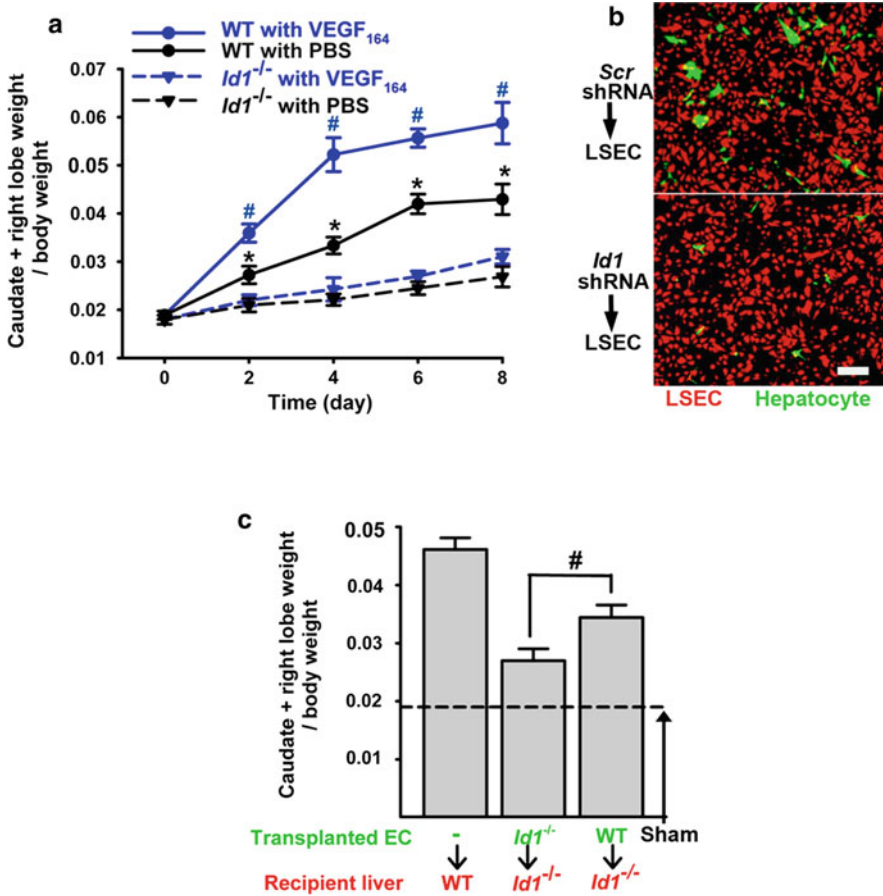 a
WT with VEGF164
WT with PBS
Id1-/- with VEGF164
Id1-/- with PBS
Caudate + right lobe weight
/ body weight
0.07
0.06
0.05
0.04
0.03
0.02
0.01
#
#
#
#
*
*
*
*
0
2
4
6
8
Time (day)
b
Scr
shRNA
LSEC
Id1
shRNA
LSEC
LSEC Hepatocyte
c
Caudate + right lobe weight
/ body weight
0.05
0.04
0.03
0.02
0.01
#
Transplanted EC - Id1-/- WT Sham
Recipient liver WT Id1-/- Id1-/-